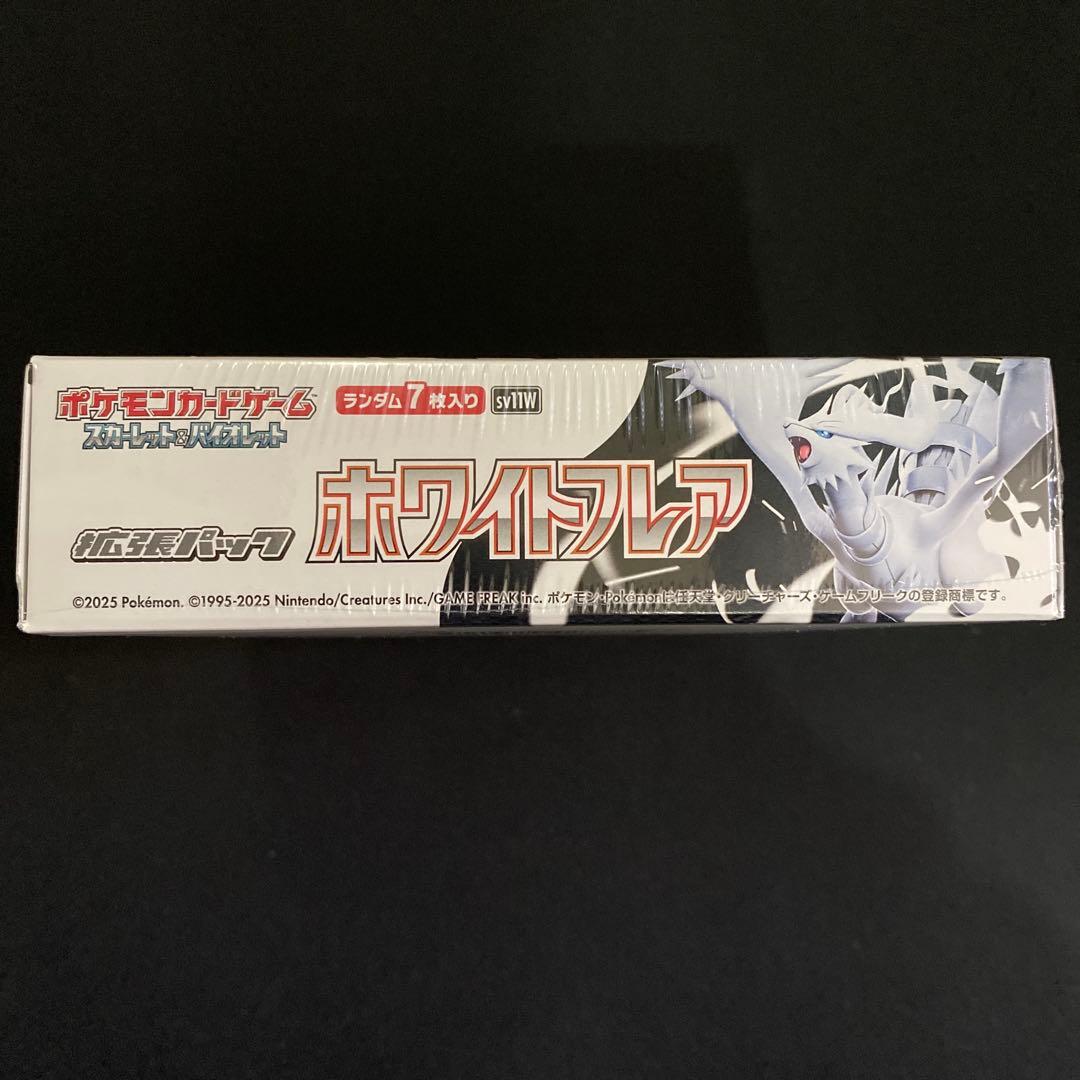 ポケモンカードゲーム™
スカーレット&バイオレット
ランダム7枚入り sv11W
拡張パック ホワイトフレア
©2025 Pokémon. ©1995-2025 Nintendo/Creatures Inc./GAME FREAK inc. ポケモン・Pokémonは任天堂・クリーチャーズ・ゲームフリークの登録商標です。